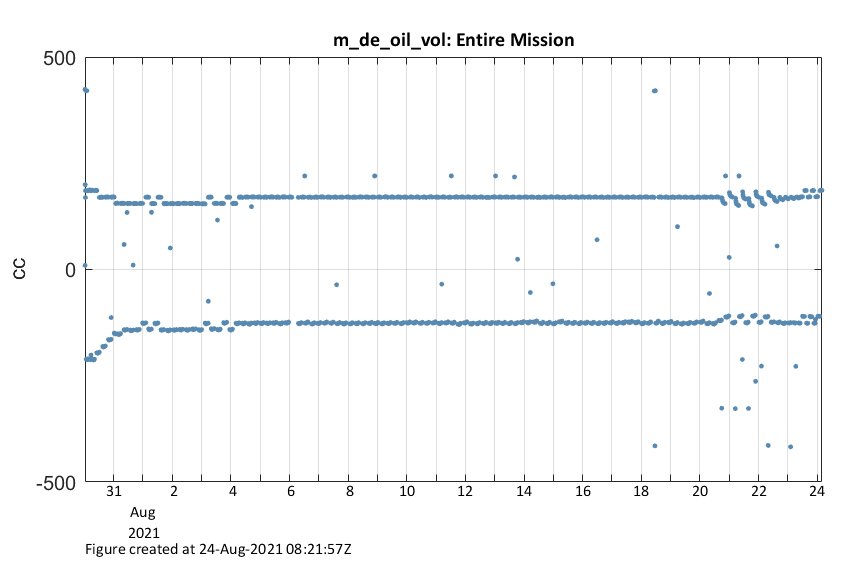 m_de_oil_vol: Entire Mission
500
0
-500
CC
31 2 4 6 8 10 12 14 16 18 20 22 24
Aug
2021
Figure created at 24-Aug-2021 08:21:57Z